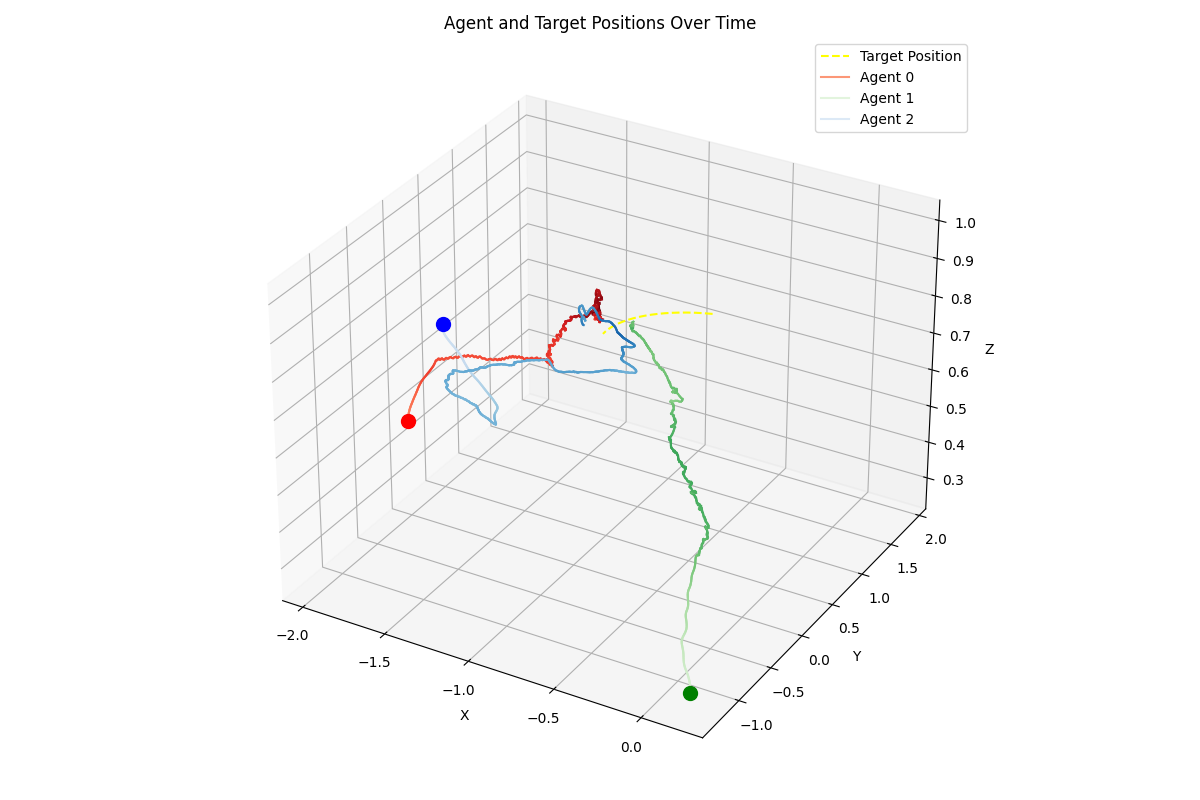 Agent and Target Positions Over Time
Target Position
Agent 0
Agent 1
Agent 2
1.0
0.9
0.8
0.7
0.6
0.5
0.4
0.3
Z
2.0
1.5
1.0
0.5
0.0
−0.5
−1.0
Y
−2.0
−1.5
−1.0
−0.5
0.0
X